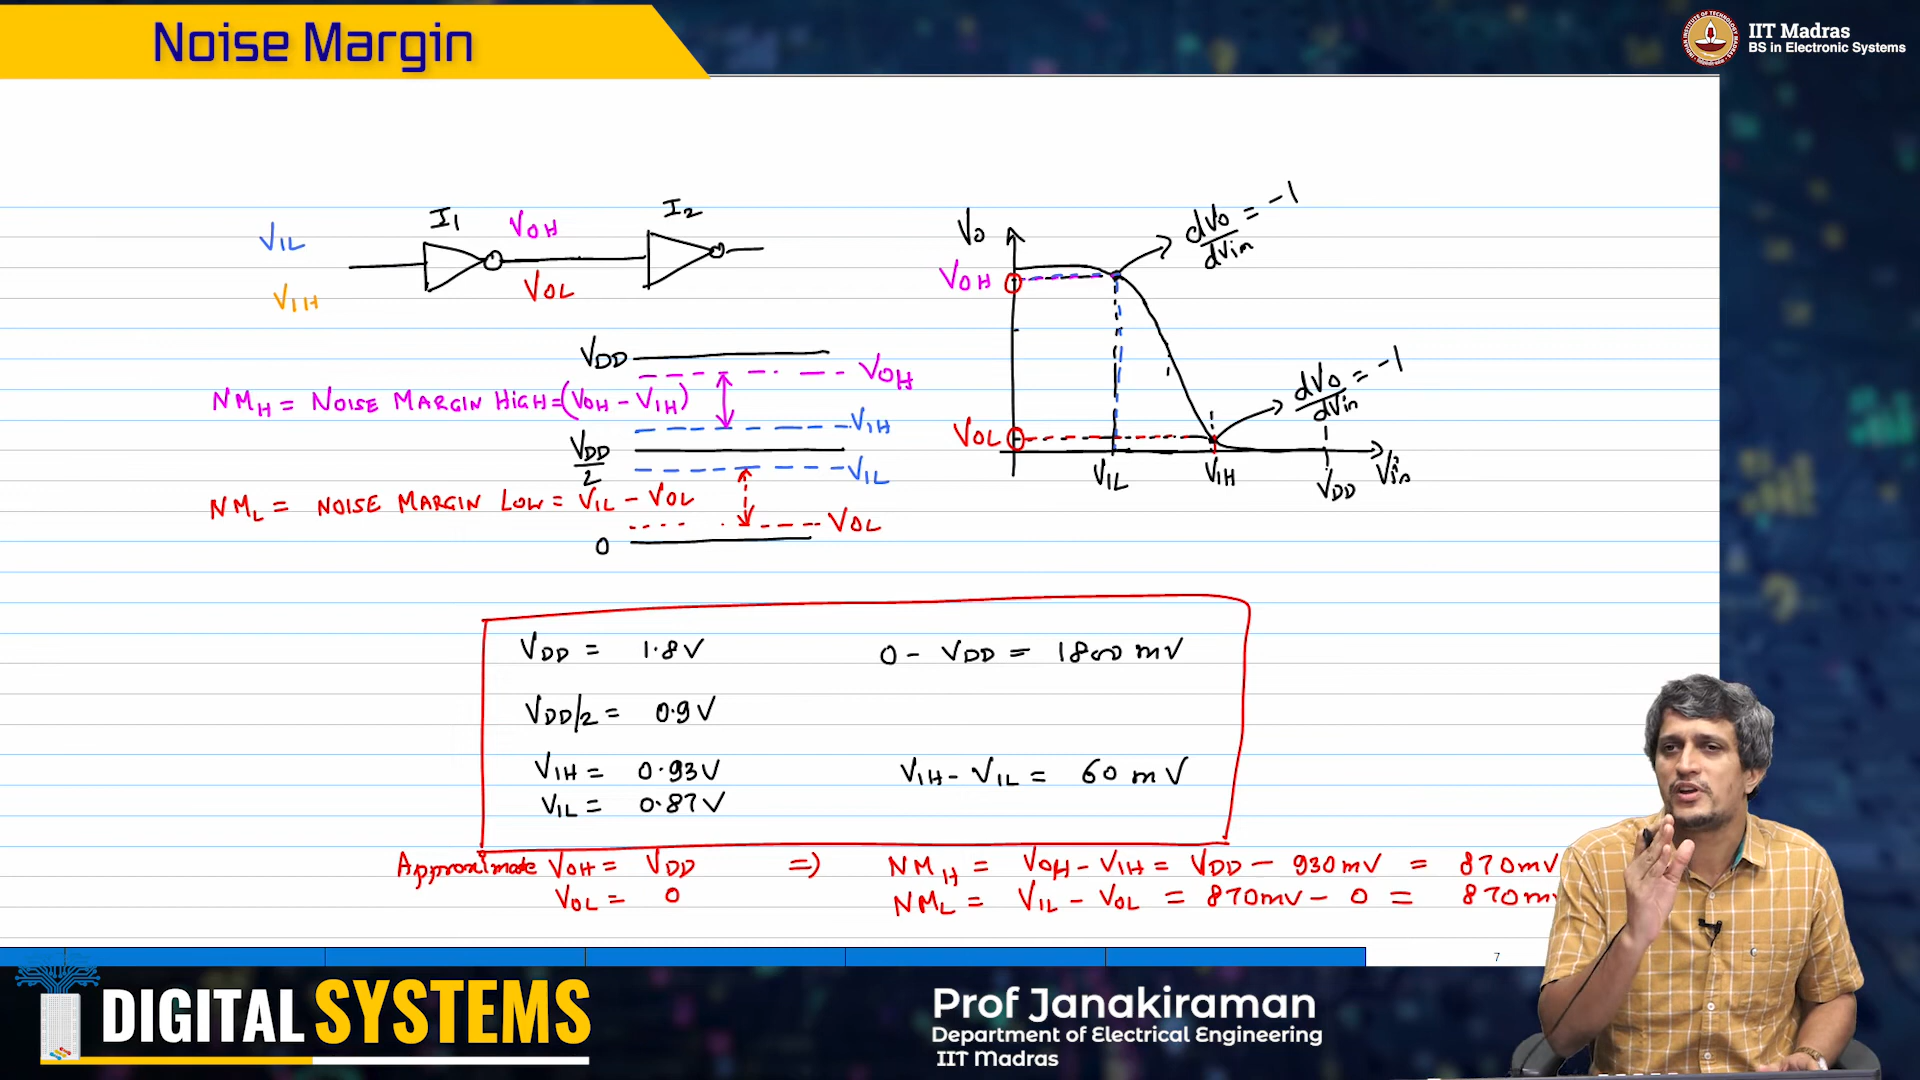 Noise Margin
IIT Madras
BS in Electronic Systems
I1
I2
VOH
VIL
VOL
VIH
VO
dVo/dVin = -1
VOH
VOL
VIL
VIH
VDD
Vin
dVo/dVin = -1
VDD
VOH
NMH = NOISE MARGIN HIGH = (VOH - VIH)
VIH
VDD/2
VIL
NML = NOISE MARGIN LOW = VIL - VOL
VOL
0
VDD = 1.8V 0 - VDD = 1800 mV
VDD/2 = 0.9V
VIH = 0.93V VIH - VIL = 60 mV
VIL = 0.87V
Approximate VOH = VDD => NMH = VOH - VIH = VDD - 930mV = 870mV
VOL = 0 NML = VIL - VOL = 870mV - 0 = 870m
7
DIGITAL SYSTEMS
Prof Janakiraman
Department of Electrical Engineering
IIT Madras